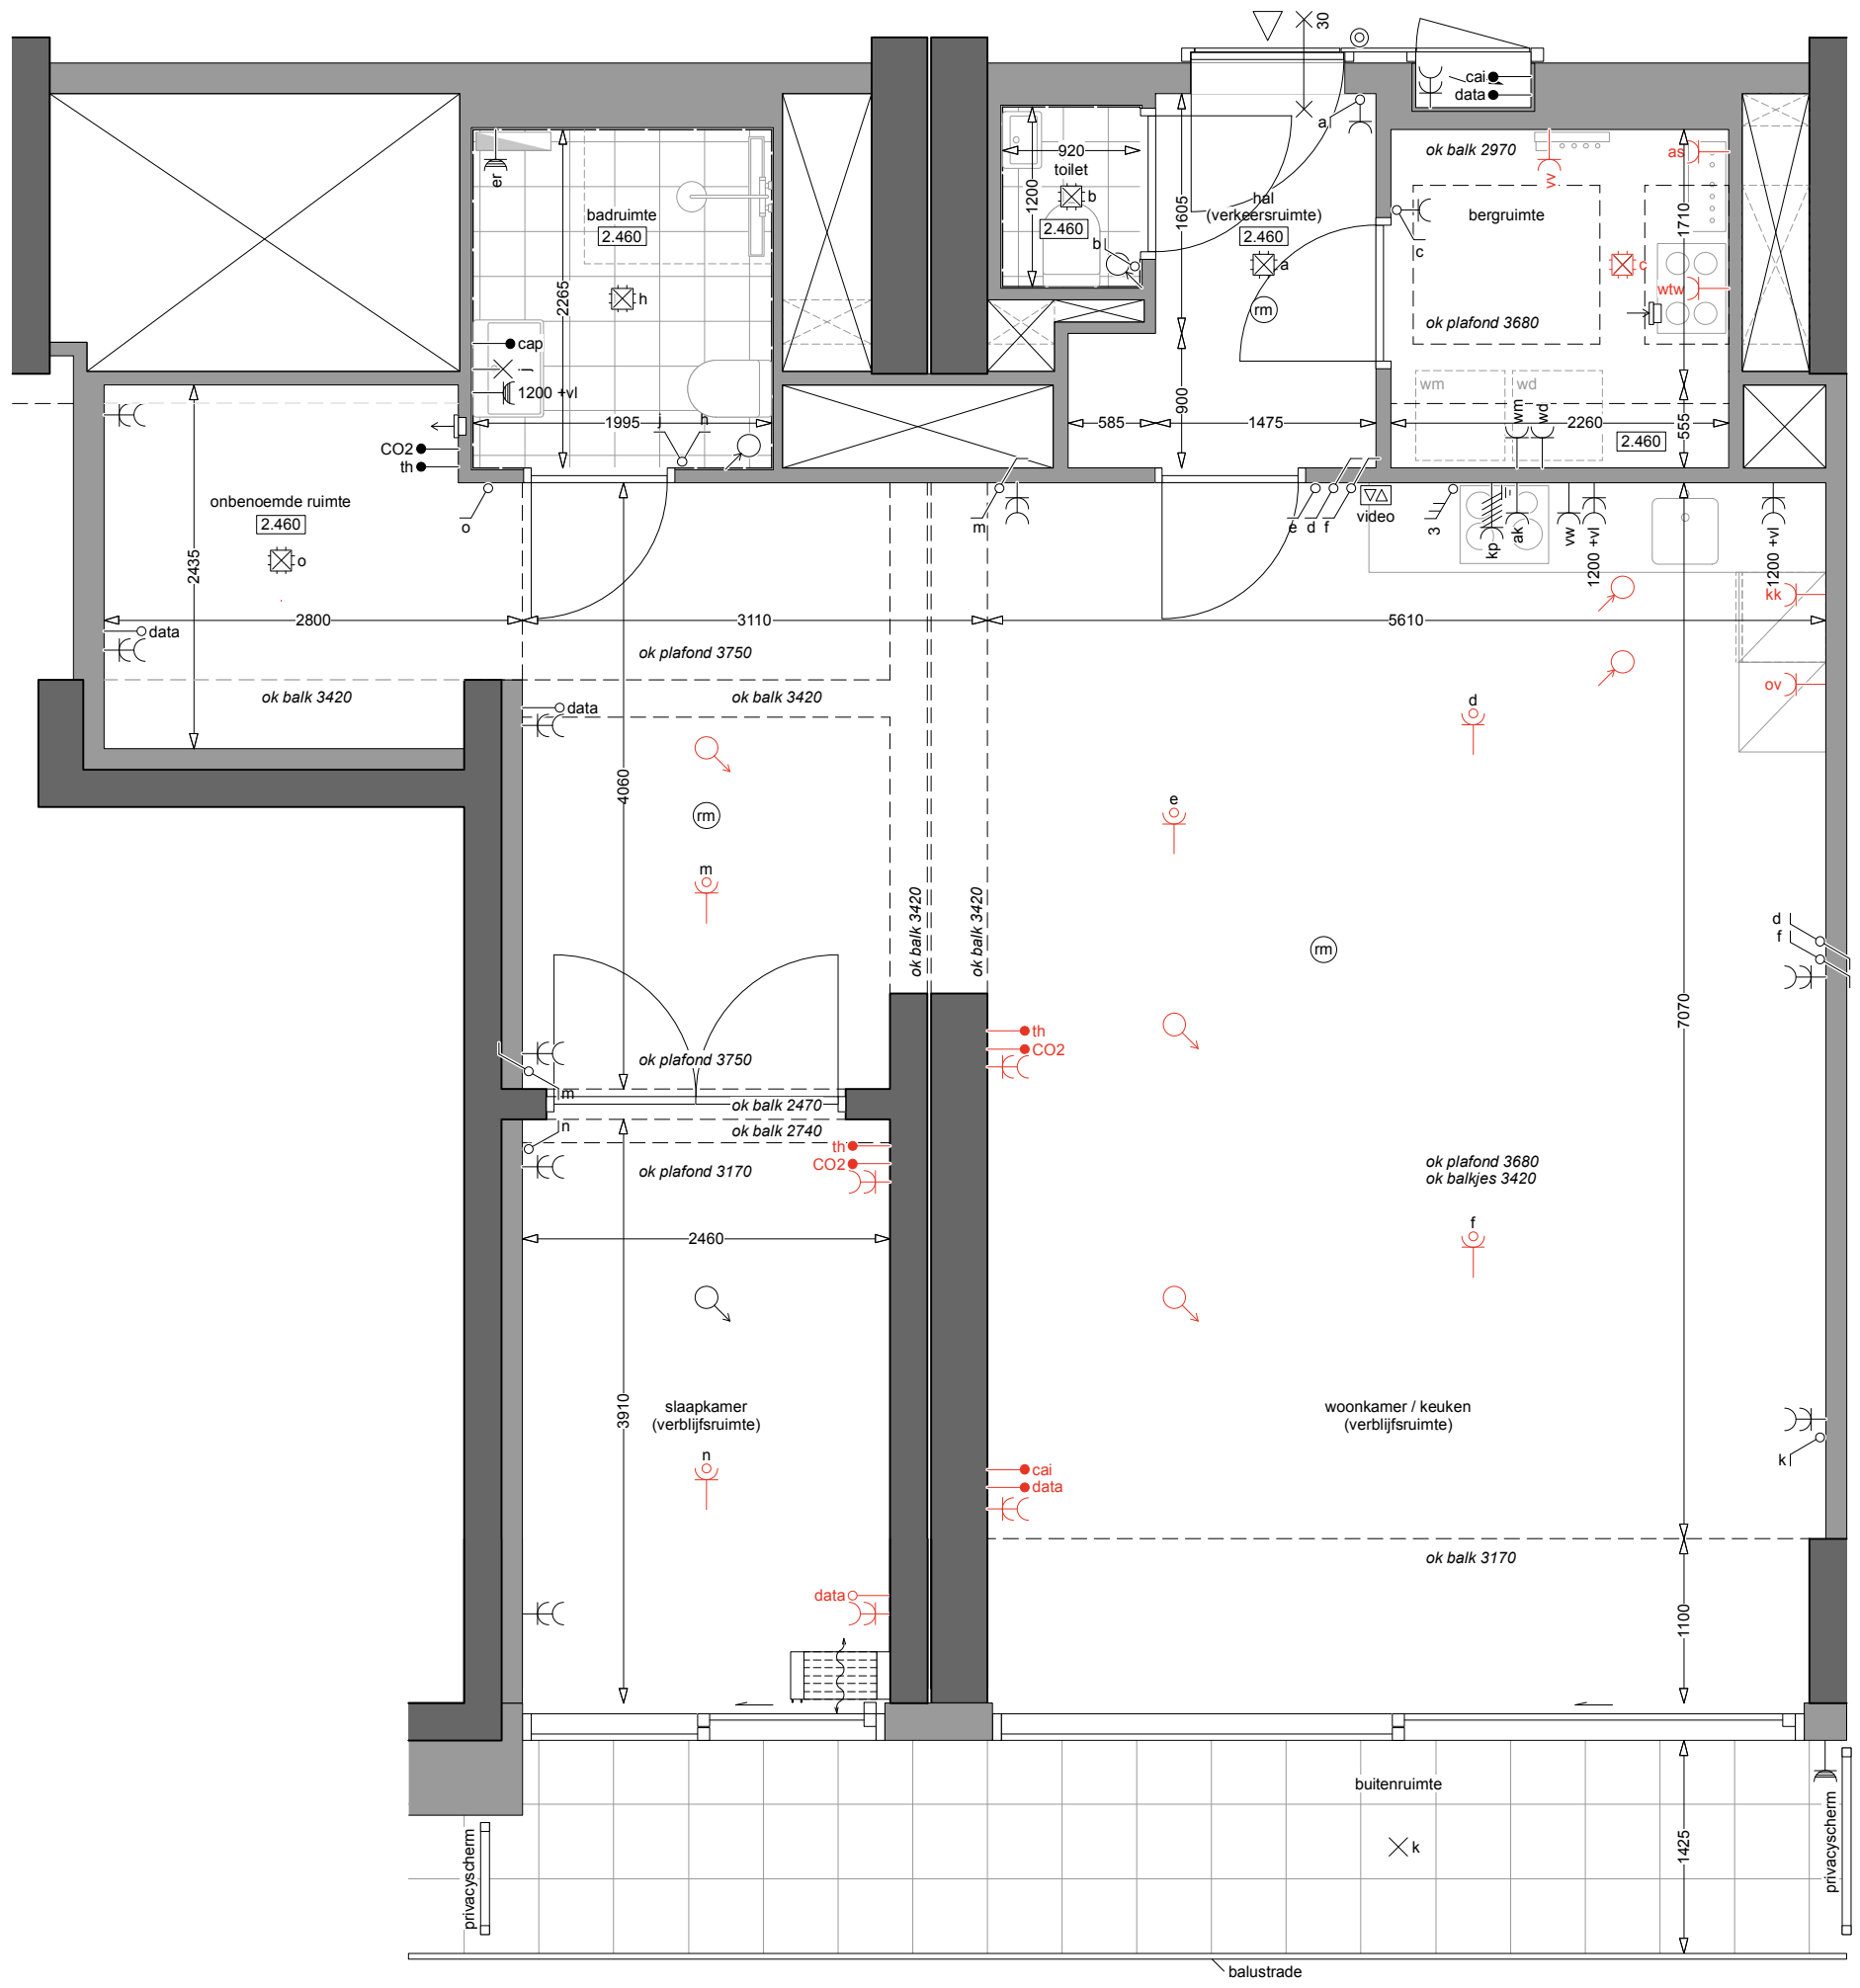 30
cai
data
a
er
920
toilet
b
1200
2.460
b
1605
hal
(verkeersruimte)
2.460
a
rm
ok balk 2970
vv
as
1710
bergruimte
c
c
wtw
ok plafond 3680
badruimte
2.460
2265
h
cap
j
1200 +vl
1995
j
h
585
900
1475
wm
wd
wm
wd
2260
2.460
555
CO2
th
onbenoemde ruimte
2.460
2435
o
o
m
e
d
f
video
3
kp
ak
vw
1200 +vl
1200 +vl
kk
2800
3110
5610
data
ok plafond 3750
ok balk 3420
ok balk 3420
data
ov
d
4060
e
rm
m
ok balk 3420
ok balk 3420
rm
d
f
7070
th
CO2
ok plafond 3750
m
ok balk 2470
ok balk 2740
n
th
CO2
ok plafond 3170
ok plafond 3680
ok balkjes 3420
2460
f
3910
slaapkamer
(verblijfsruimte)
n
woonkamer / keuken
(verblijfsruimte)
k
cai
data
ok balk 3170
data
1100
buitenruimte
k
1425
privacyscherm
privacyscherm
balustrade